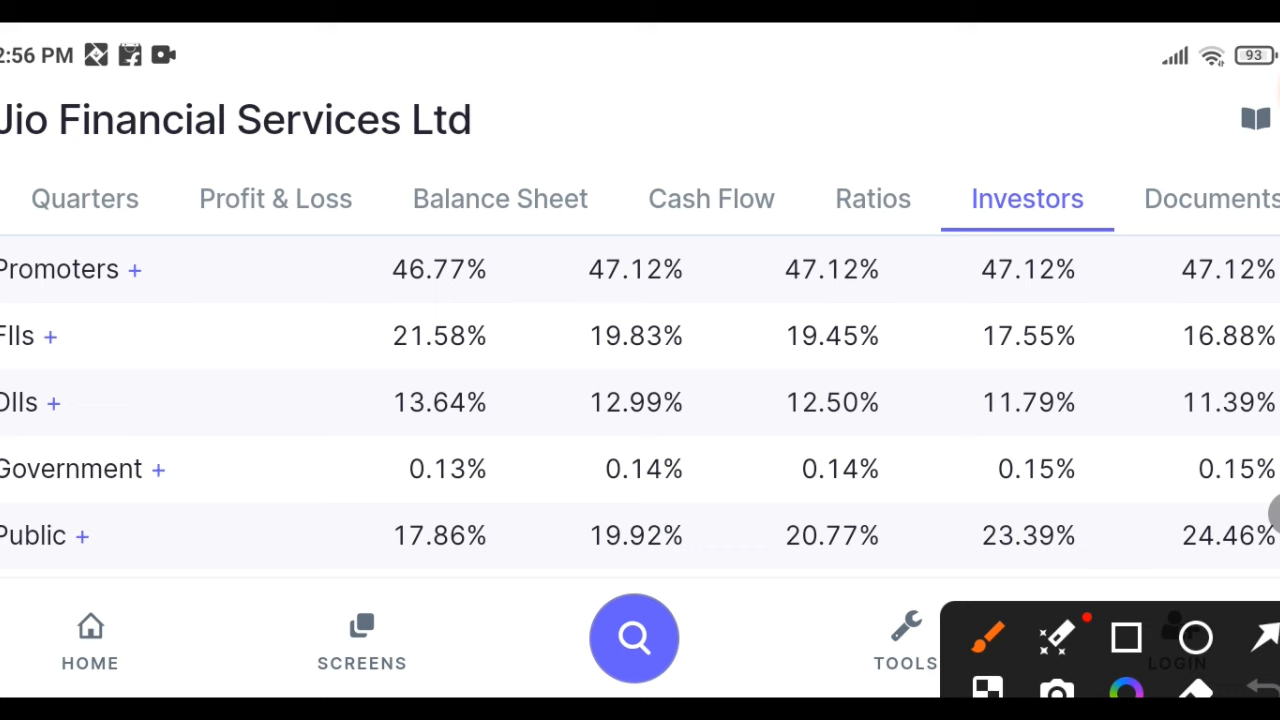 2:56 PM 93
Jio Financial Services Ltd
Quarters Profit & Loss Balance Sheet Cash Flow Ratios Investors Documents
Promoters + 46.77% 47.12% 47.12% 47.12% 47.12%
FIIs + 21.58% 19.83% 19.45% 17.55% 16.88%
DIIs + 13.64% 12.99% 12.50% 11.79% 11.39%
Government + 0.13% 0.14% 0.14% 0.15% 0.15%
Public + 17.86% 19.92% 20.77% 23.39% 24.46%
HOME SCREENS TOOLS LOGIN